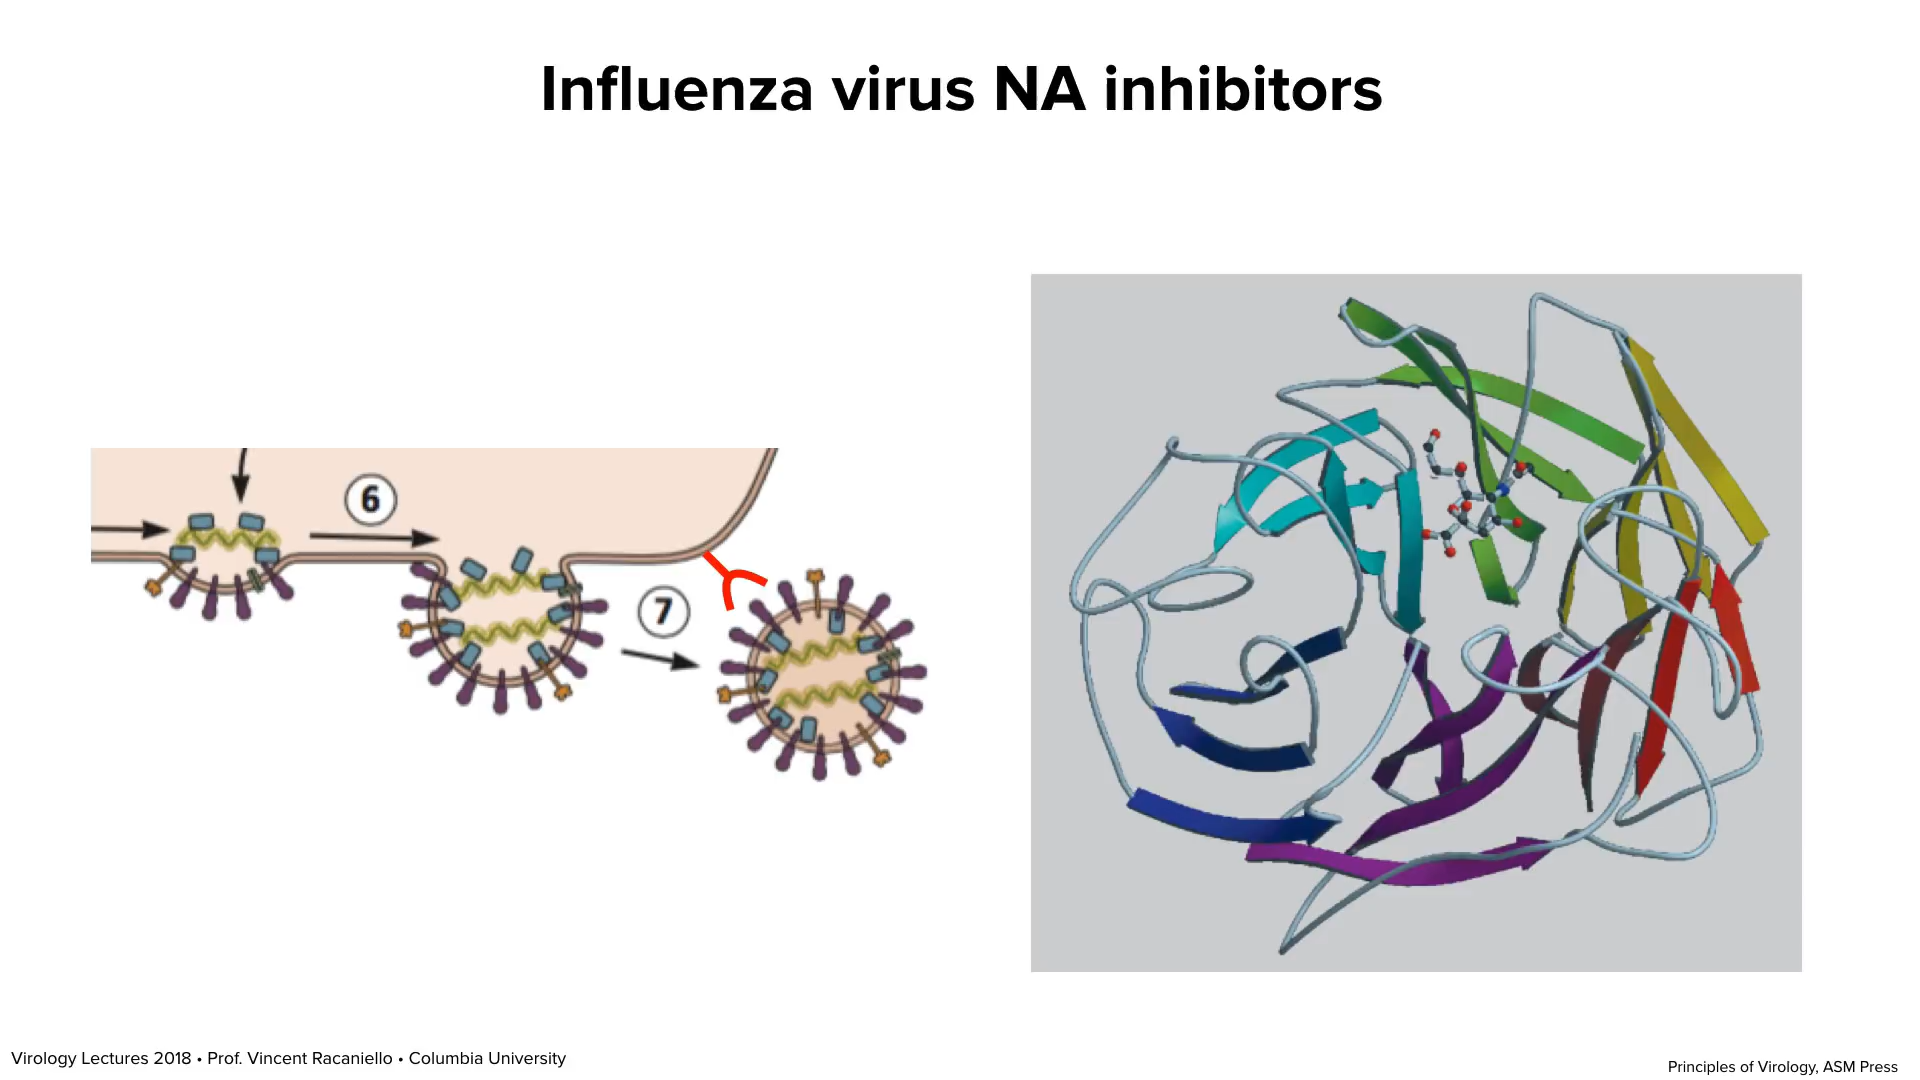 Influenza virus NA inhibitors
6
7
Virology Lectures 2018 • Prof. Vincent Racaniello • Columbia University
Principles of Virology, ASM Press